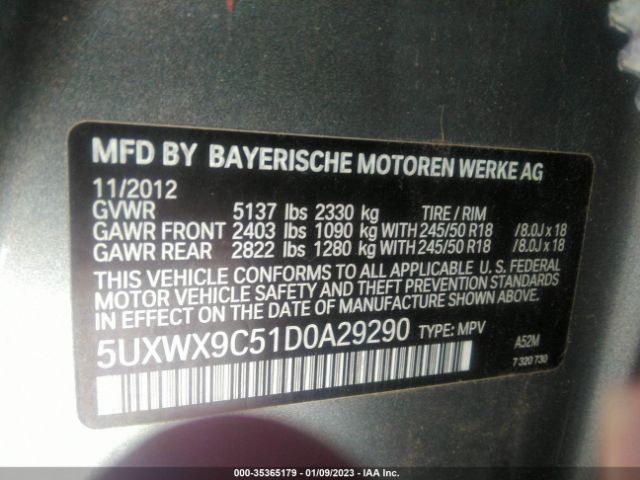 MFD BY BAYERISCHE MOTOREN WERKE AG
11/2012
GVWR 5137 lbs 2330 kg TIRE / RIM
GAWR FRONT 2403 lbs 1090 kg WITH 245/50 R18 /8.0J x 18
GAWR REAR 2822 lbs 1280 kg WITH 245/50 R18 /8.0J x 18
THIS VEHICLE CONFORMS TO ALL APPLICABLE U. S. FEDERAL
MOTOR VEHICLE SAFETY AND THEFT PREVENTION
STANDARDS IN EFFECT ON THE DATE OF MANUFACTURE SHOWN ABOVE.
5UXWX9C51D0A29290 TYPE: MPV A52M
7 320 730
000-35365179 - 01/09/2023 - IAA Inc.